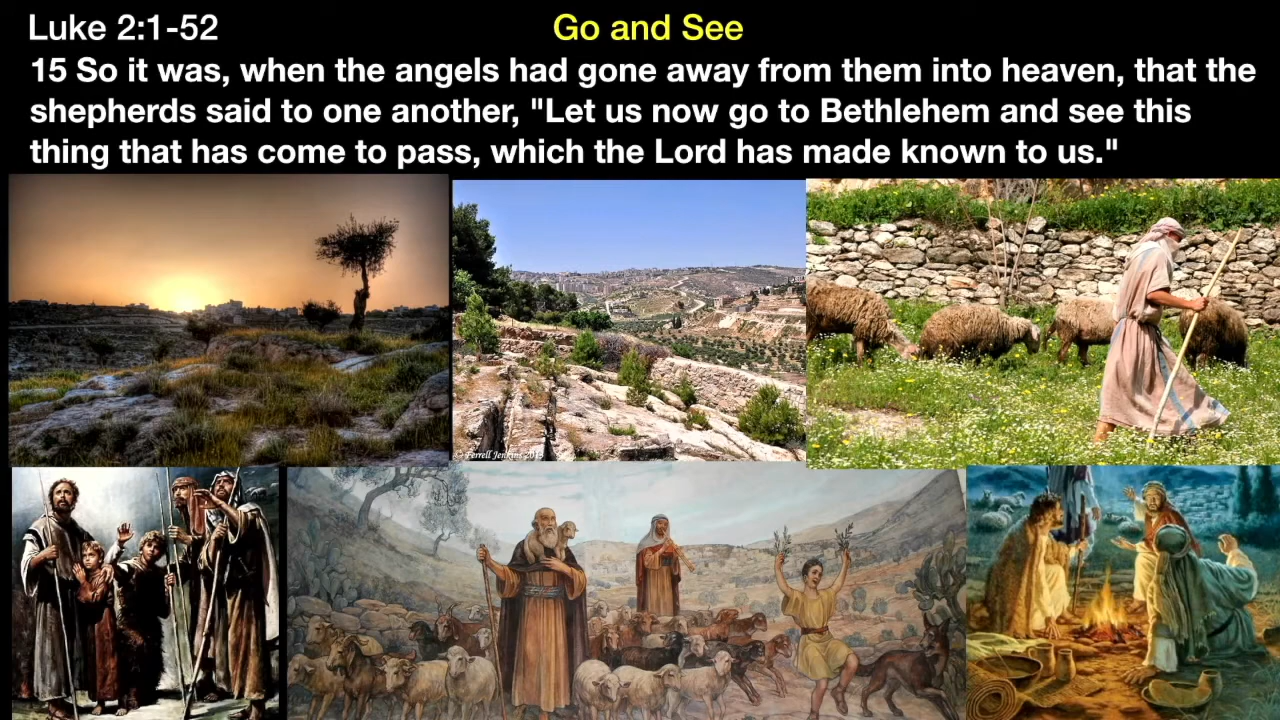 Luke 2:1-52
Go and See
15 So it was, when the angels had gone away from them into heaven, that the
shepherds said to one another, "Let us now go to Bethlehem and see this
thing that has come to pass, which the Lord has made known to us."
© Ferrell Jenkins